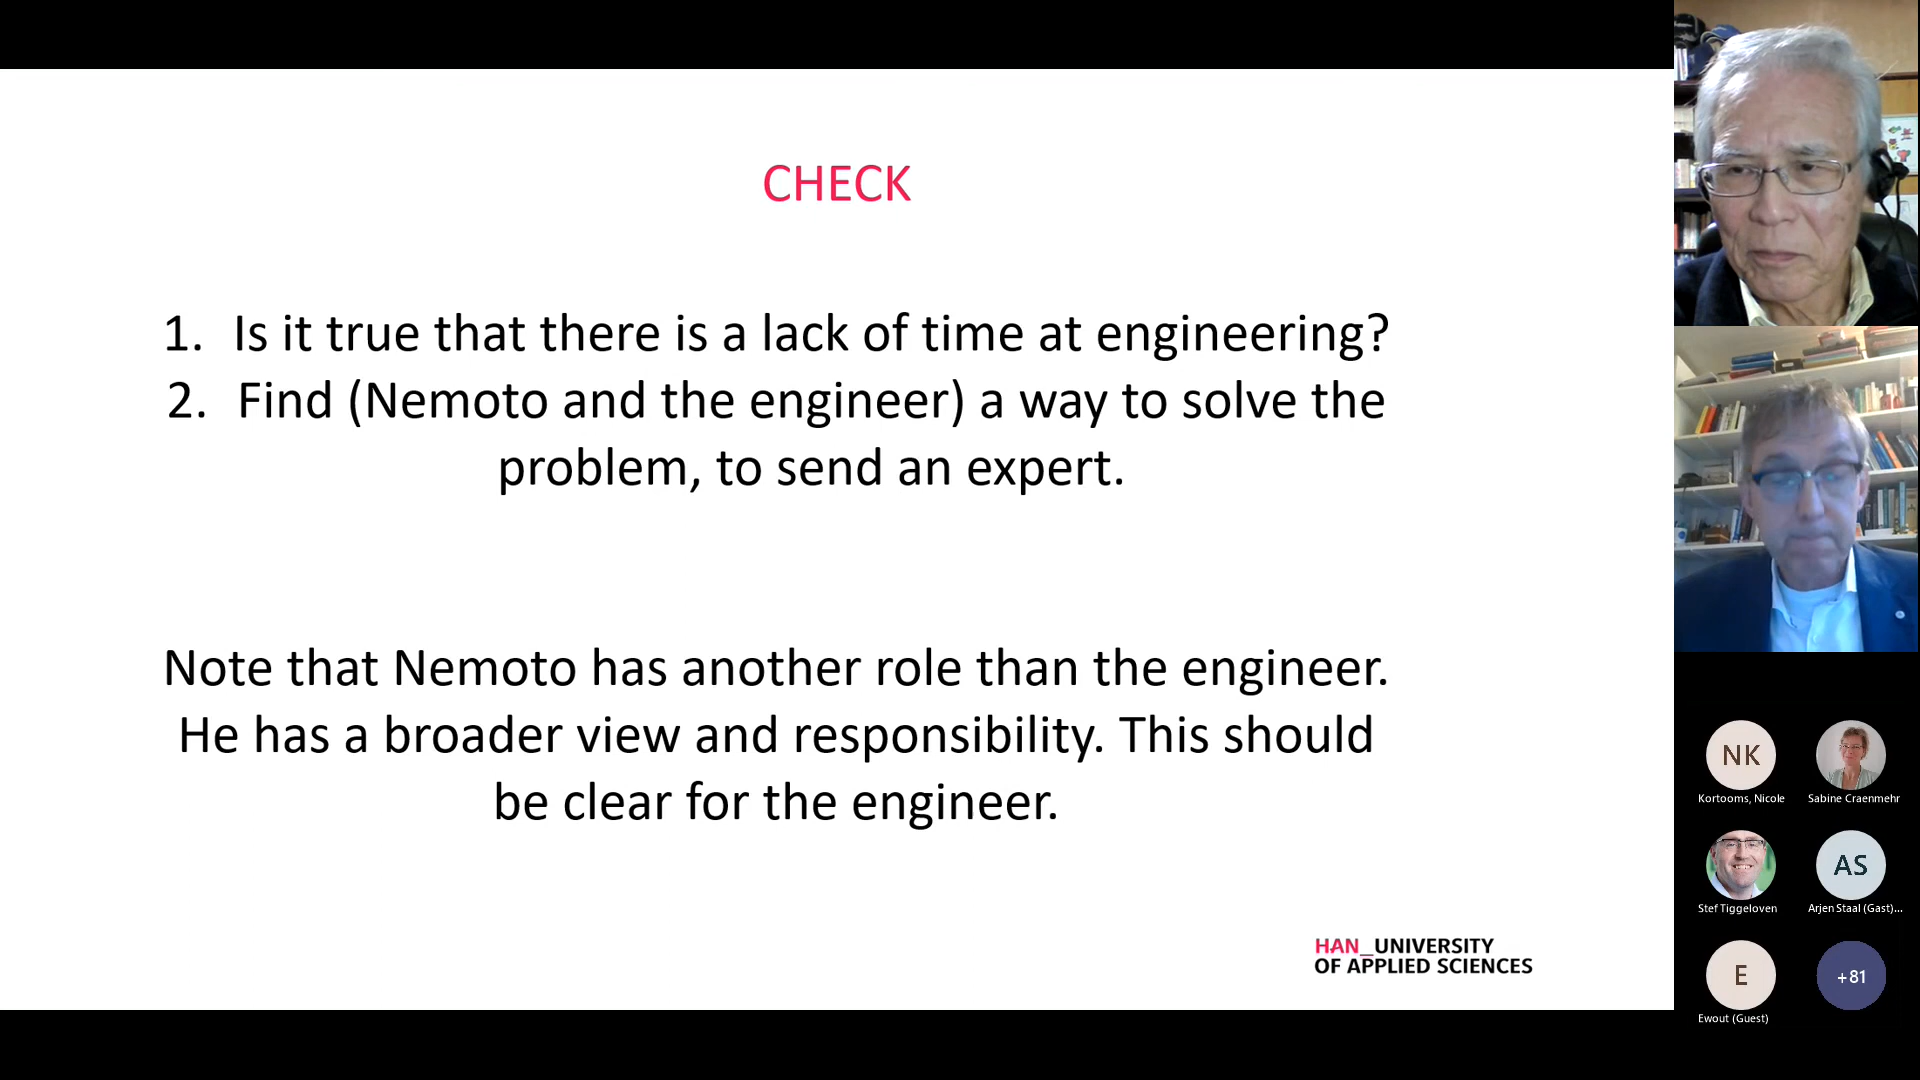 CHECK
1. Is it true that there is a lack of time at engineering?
2. Find (Nemoto and the engineer) a way to solve the
problem, to send an expert.
Note that Nemoto has another role than the engineer.
He has a broader view and responsibility. This should
be clear for the engineer.
HAN_UNIVERSITY
OF APPLIED SCIENCES
NK
Kortooms, Nicole
Sabine Craenmehr
Stef Tiggeloven
AS
Arjen Staal (Gast)...
E
Ewout (Guest)
+81